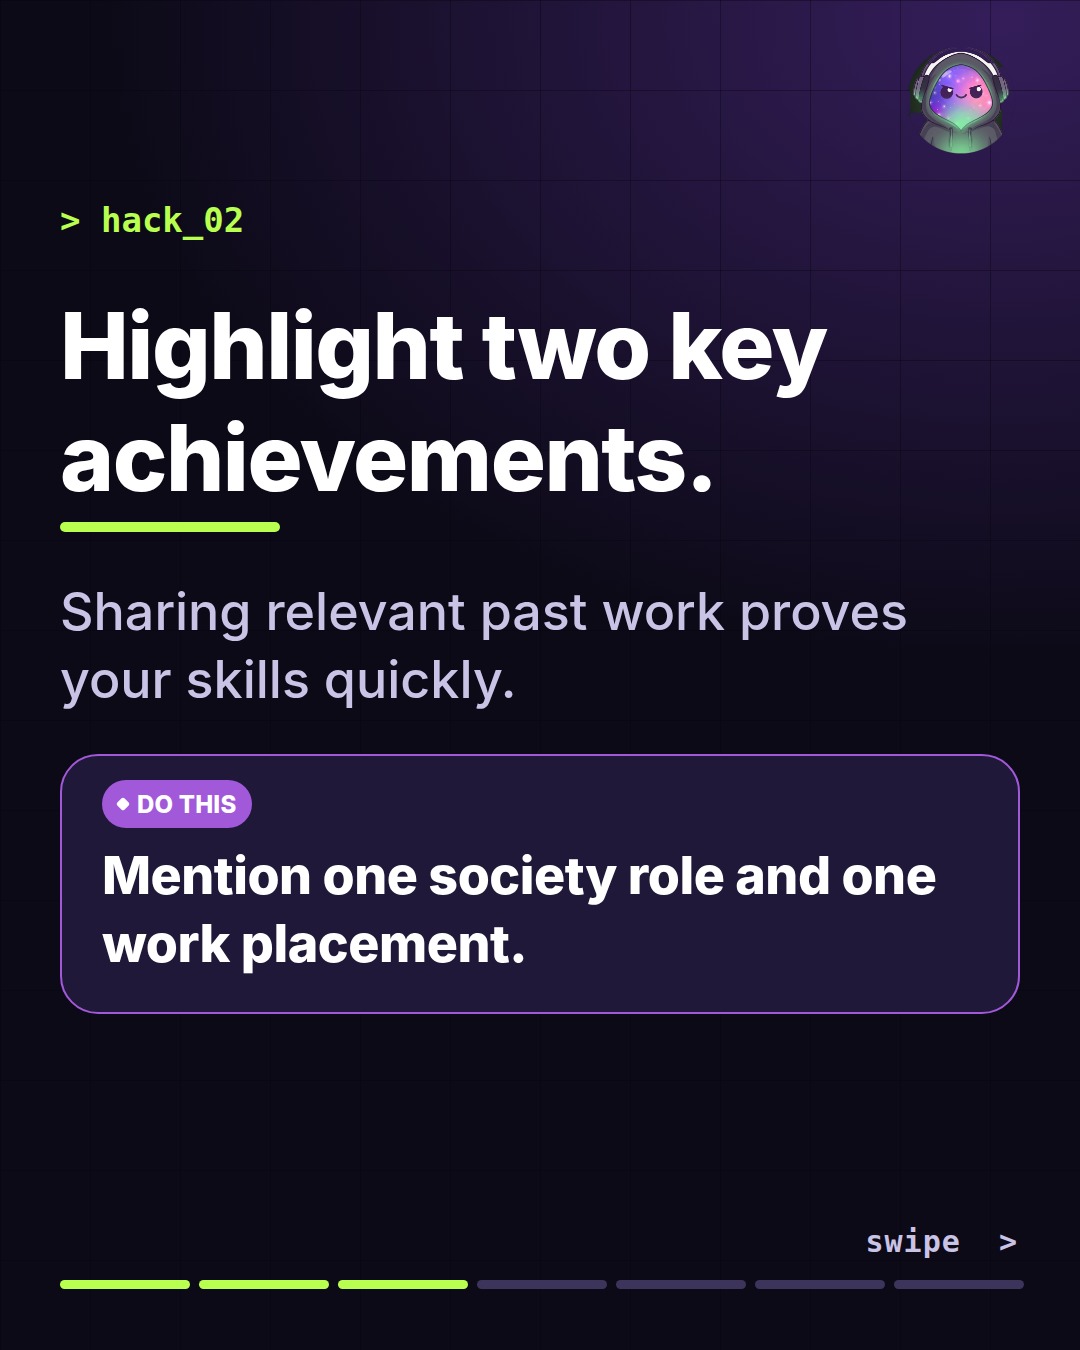 > hack_02
Highlight two key
achievements.
Sharing relevant past work proves
your skills quickly.
DO THIS
Mention one society role and one
work placement.
swipe >